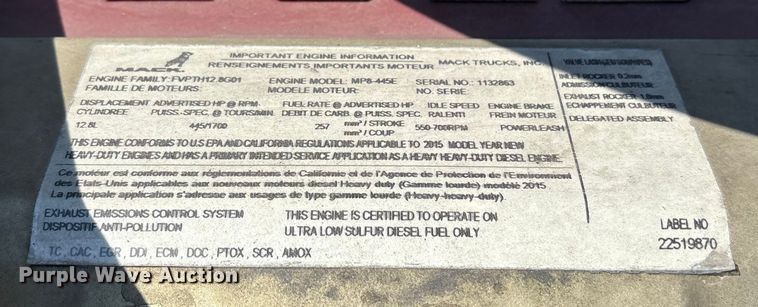 IMPORTANT ENGINE INFORMATION
RENSEIGNEMENTS IMPORTANTS MOTEUR
MACK TRUCKS, INC.
MACK
ENGINE FAMILY: FVPTH12.8G01 ENGINE MODEL: MP8-445E SERIAL NO.: 1132863
FAMILLE DE MOTEURS: MODELE MOTEUR: NO. SERIE:
DISPLACEMENT ADVERTISED HP @ RPM FUEL RATE @ ADVERTISED HP IDLE SPEED ENGINE BRAKE
CYLINDREE PUISS.-SPEC. @ TOURS/MIN. DEBIT DE CARB. @ PUISS. SPEC. RALENTI FREIN MOTEUR
12.8L 445/1700 257 mm³ / STROKE 550-700RPM POWERLEASH
mm³ / COUP
THIS ENGINE CONFORMS TO U.S EPA AND CALIFORNIA REGULATIONS APPLICABLE TO 2015 MODEL YEAR NEW
HEAVY-DUTY ENGINES AND HAS A PRIMARY INTENDED SERVICE APPLICATION AS A HEAVY HEAVY-DUTY DIESEL ENGINE.
Ce moteur est conforme aux réglementations de Californie et de l'Agence de Protection de l'Environment
des Etats-Unis applicables aux nouveaux moteurs diesel Heavy duty (Gamme lourde) modèle 2015
La principale application s'adresse aux usages de type gamme lourde (Heavy-heavy-duty).
EXHAUST EMISSIONS CONTROL SYSTEM
DISPOSITIF ANTI-POLLUTION
TC , CAC, EGR , DDI , ECM , DOC , PTOX , SCR , AMOX
THIS ENGINE IS CERTIFIED TO OPERATE ON
ULTRA LOW SULFUR DIESEL FUEL ONLY
INLET ROCKER 0.2mm
ADMISSION CULBUTEUR
EXHAUST ROCKER
ECHAPPEMENT CULBUTEUR
DELEGATED ASSEMBLY
LABEL NO
22519870
Purple Wave Auction